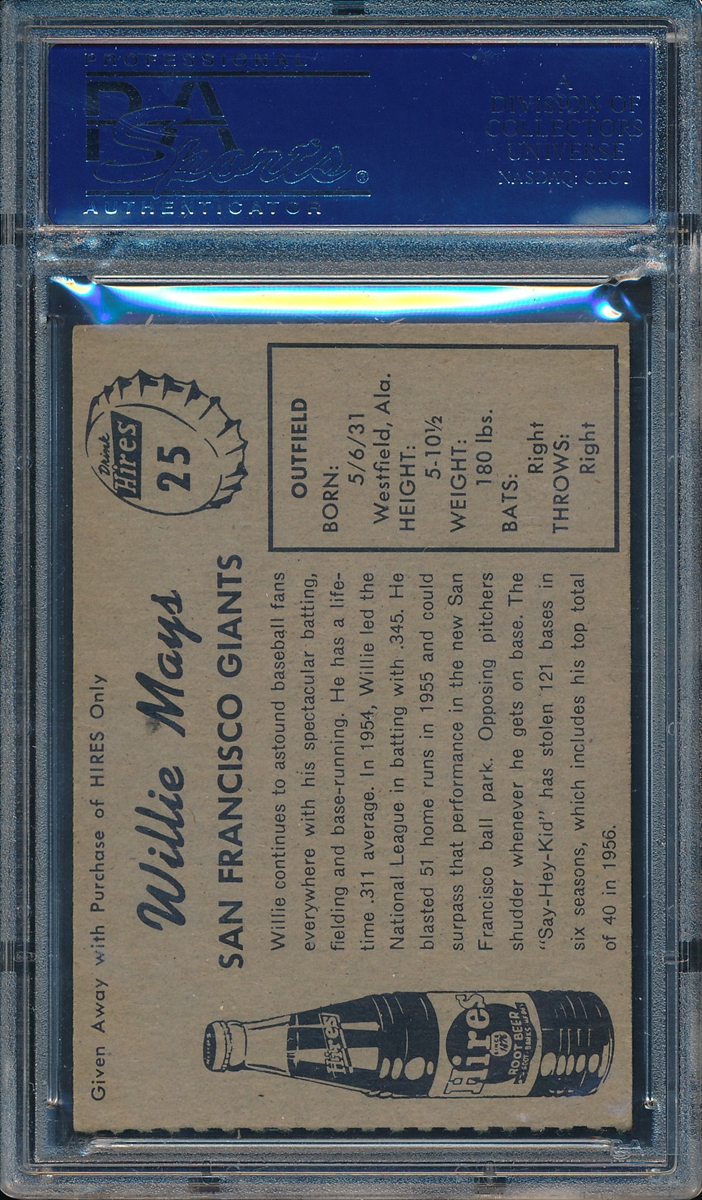 PROFESSIONAL
PSA
Sports®
AUTHENTICATOR
A
DIVISION OF
COLLECTORS
UNIVERSE
NASDAQ: CLCT
Given Away with Purchase of HIRES Only
Willie Mays
SAN FRANCISCO GIANTS
Drink
Hires
25
Willie continues to astound baseball fans
everywhere with his spectacular batting,
fielding and base-running. He has a life-
time .311 average. In 1954, Willie led the
National League in batting with .345. He
blasted 51 home runs in 1955 and could
surpass that performance in the new San
Francisco ball park. Opposing pitchers
shudder whenever he gets on base. The
"Say-Hey-Kid" has stolen 121 bases in
six seasons, which includes his top total
of 40 in 1956.
OUTFIELD
BORN:
5/6/31
Westfield, Ala.
HEIGHT:
5-10½
WEIGHT:
180 lbs.
BATS:
Right
THROWS:
Right
Hires
Hires
SINCE
1876
ROOT BEER